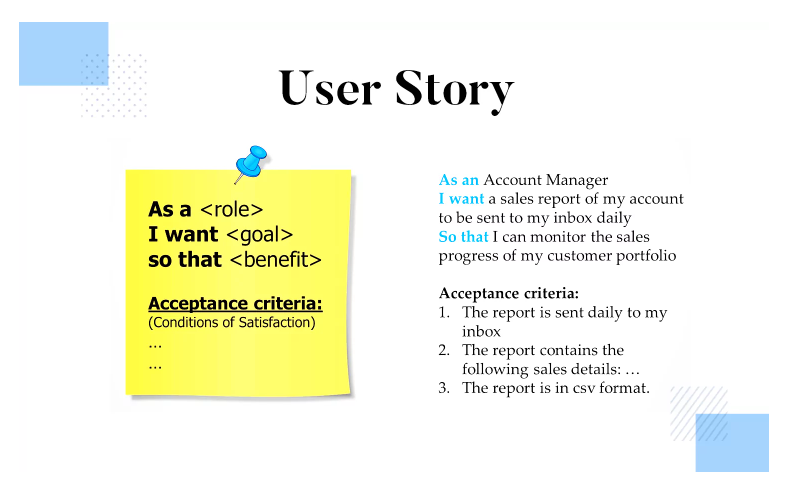 User Story
As a <role>
I want <goal>
so that <benefit>
Acceptance criteria:
(Conditions of Satisfaction)
...
...
As an Account Manager
I want a sales report of my account
to be sent to my inbox daily
So that I can monitor the sales
progress of my customer portfolio
Acceptance criteria:
1. The report is sent daily to my
inbox
2. The report contains the
following sales details: …
3. The report is in csv format.